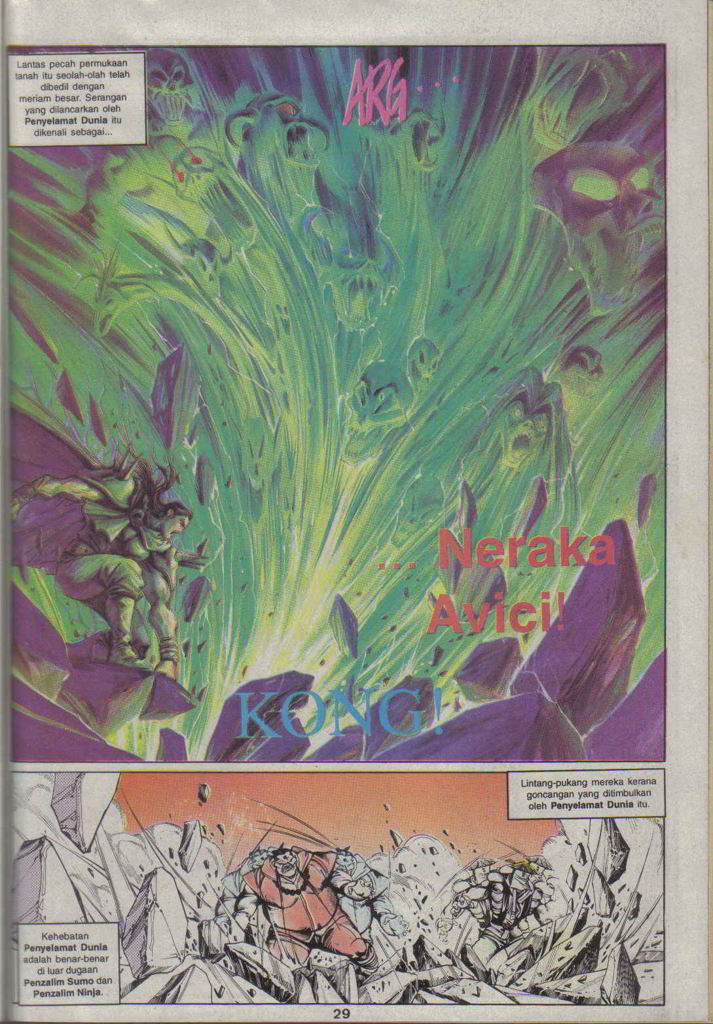 Lantas pecah permukaan
tanah itu seolah-olah telah
dibedil dengan
meriam besar. Serangan
yang dilancarkan oleh
Penyelamat Dunia itu
dikenali sebagai...
ARG...
... Neraka
Avici!
KONG!
Lintang-pukang mereka kerana
goncangan yang ditimbulkan
oleh Penyelamat Dunia itu.
Kehebatan
Penyelamat Dunia
adalah benar-benar
di luar dugaan
Penzalim Sumo dan
Penzalim Ninja.
29